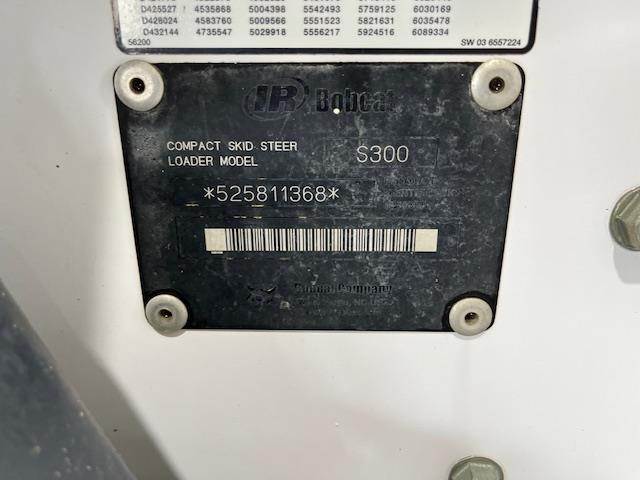 D425527 4535868 5004398 5542493 5759125 6030169
D428024 4583760 5009566 5551523 5821631 6035478
D432144 4735547 5029918 5556217 5924516 6089334
56200 SW 03 6557224
IR Bobcat
COMPACT SKID STEER
LOADER MODEL S300
*525811368*
Company